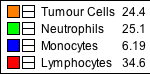 Tumour Cells 24.4
Neutrophils 25.1
Monocytes 6.19
Lymphocytes 34.6